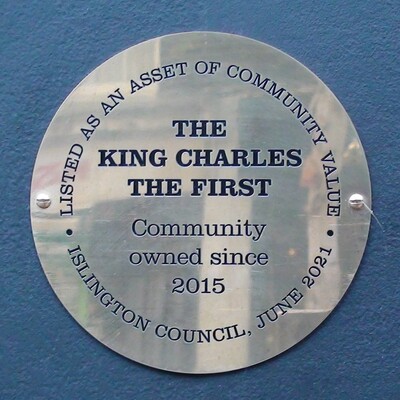 LISTED AS AN ASSET OF COMMUNITY VALUE
THE
KING CHARLES
THE FIRST
Community
owned since
2015
• ISLINGTON COUNCIL, JUNE 2021 •